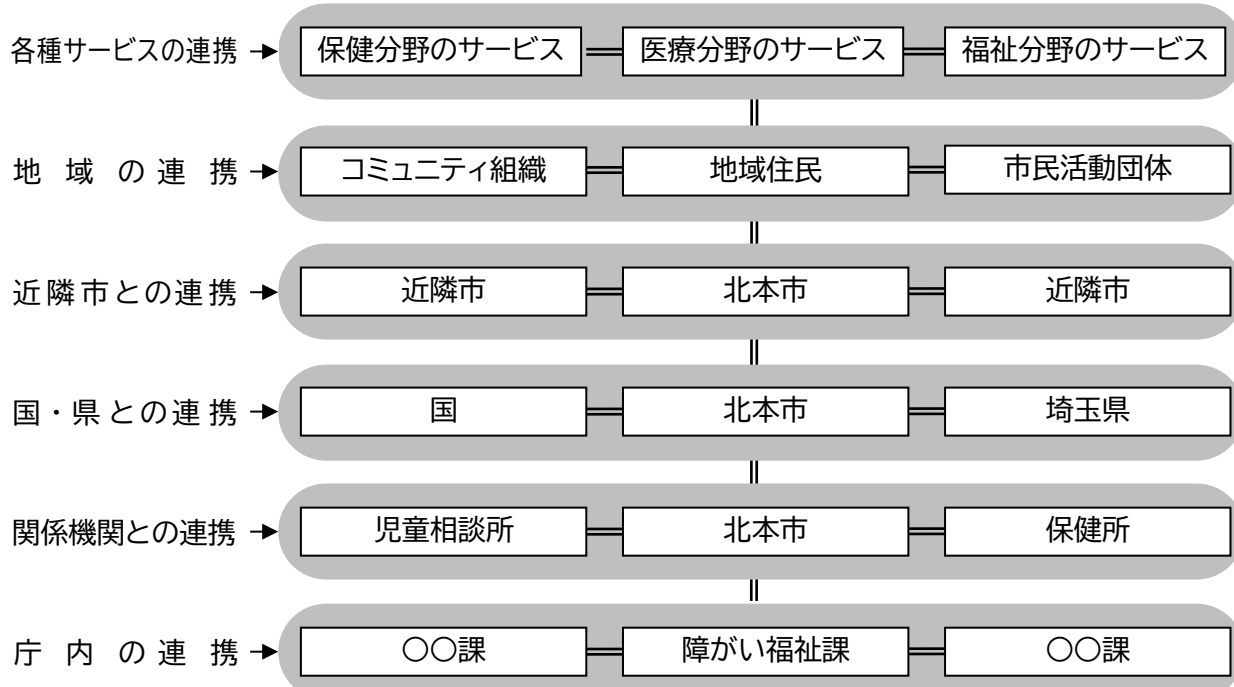 各種サービスの連携 保健分野のサービス 医療分野のサービス 福祉分野のサービス
地域の連携 コミュニティ組織 地域住民 市民活動団体
近隣市との連携 近隣市 北本市 近隣市
国・県との連携 国 北本市 埼玉県
関係機関との連携 児童相談所 北本市 保健所
庁内の連携 〇〇課 障がい福祉課 〇〇課